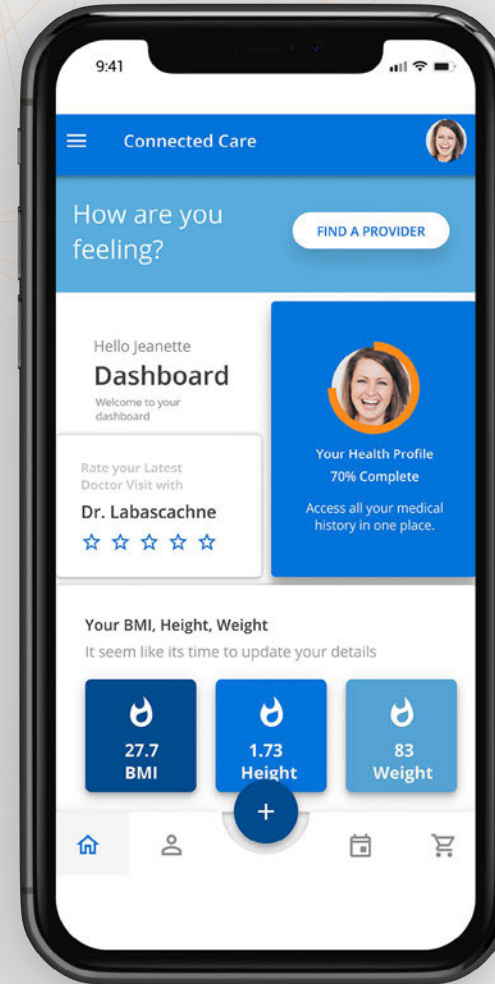 9:41
Connected Care
How are you
feeling?
FIND A PROVIDER
Hello Jeanette
Dashboard
Welcome to your
dashboard
Your Health Profile
70% Complete
Access all your medical
history in one place.
Rate your Latest
Doctor Visit with
Dr. Labascachne
Your BMI, Height, Weight
It seem like its time to update your details
27.7
BMI
1.73
Height
83
Weight
+